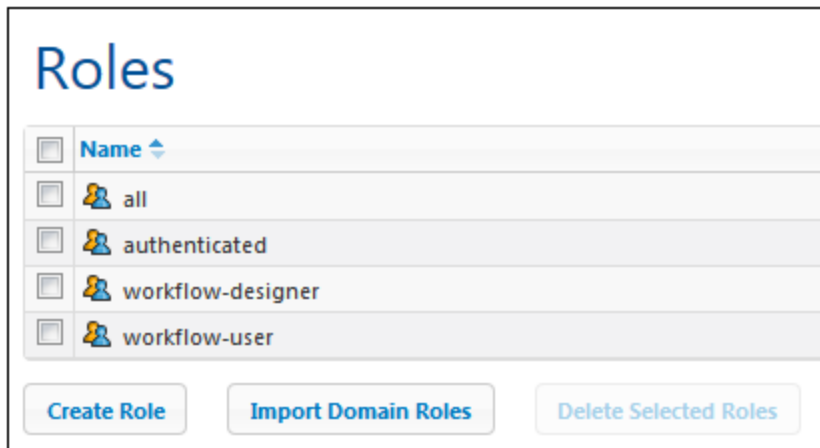 Roles
Name
all
authenticated
workflow-designer
workflow-user
Create Role Import Domain Roles Delete Selected Roles